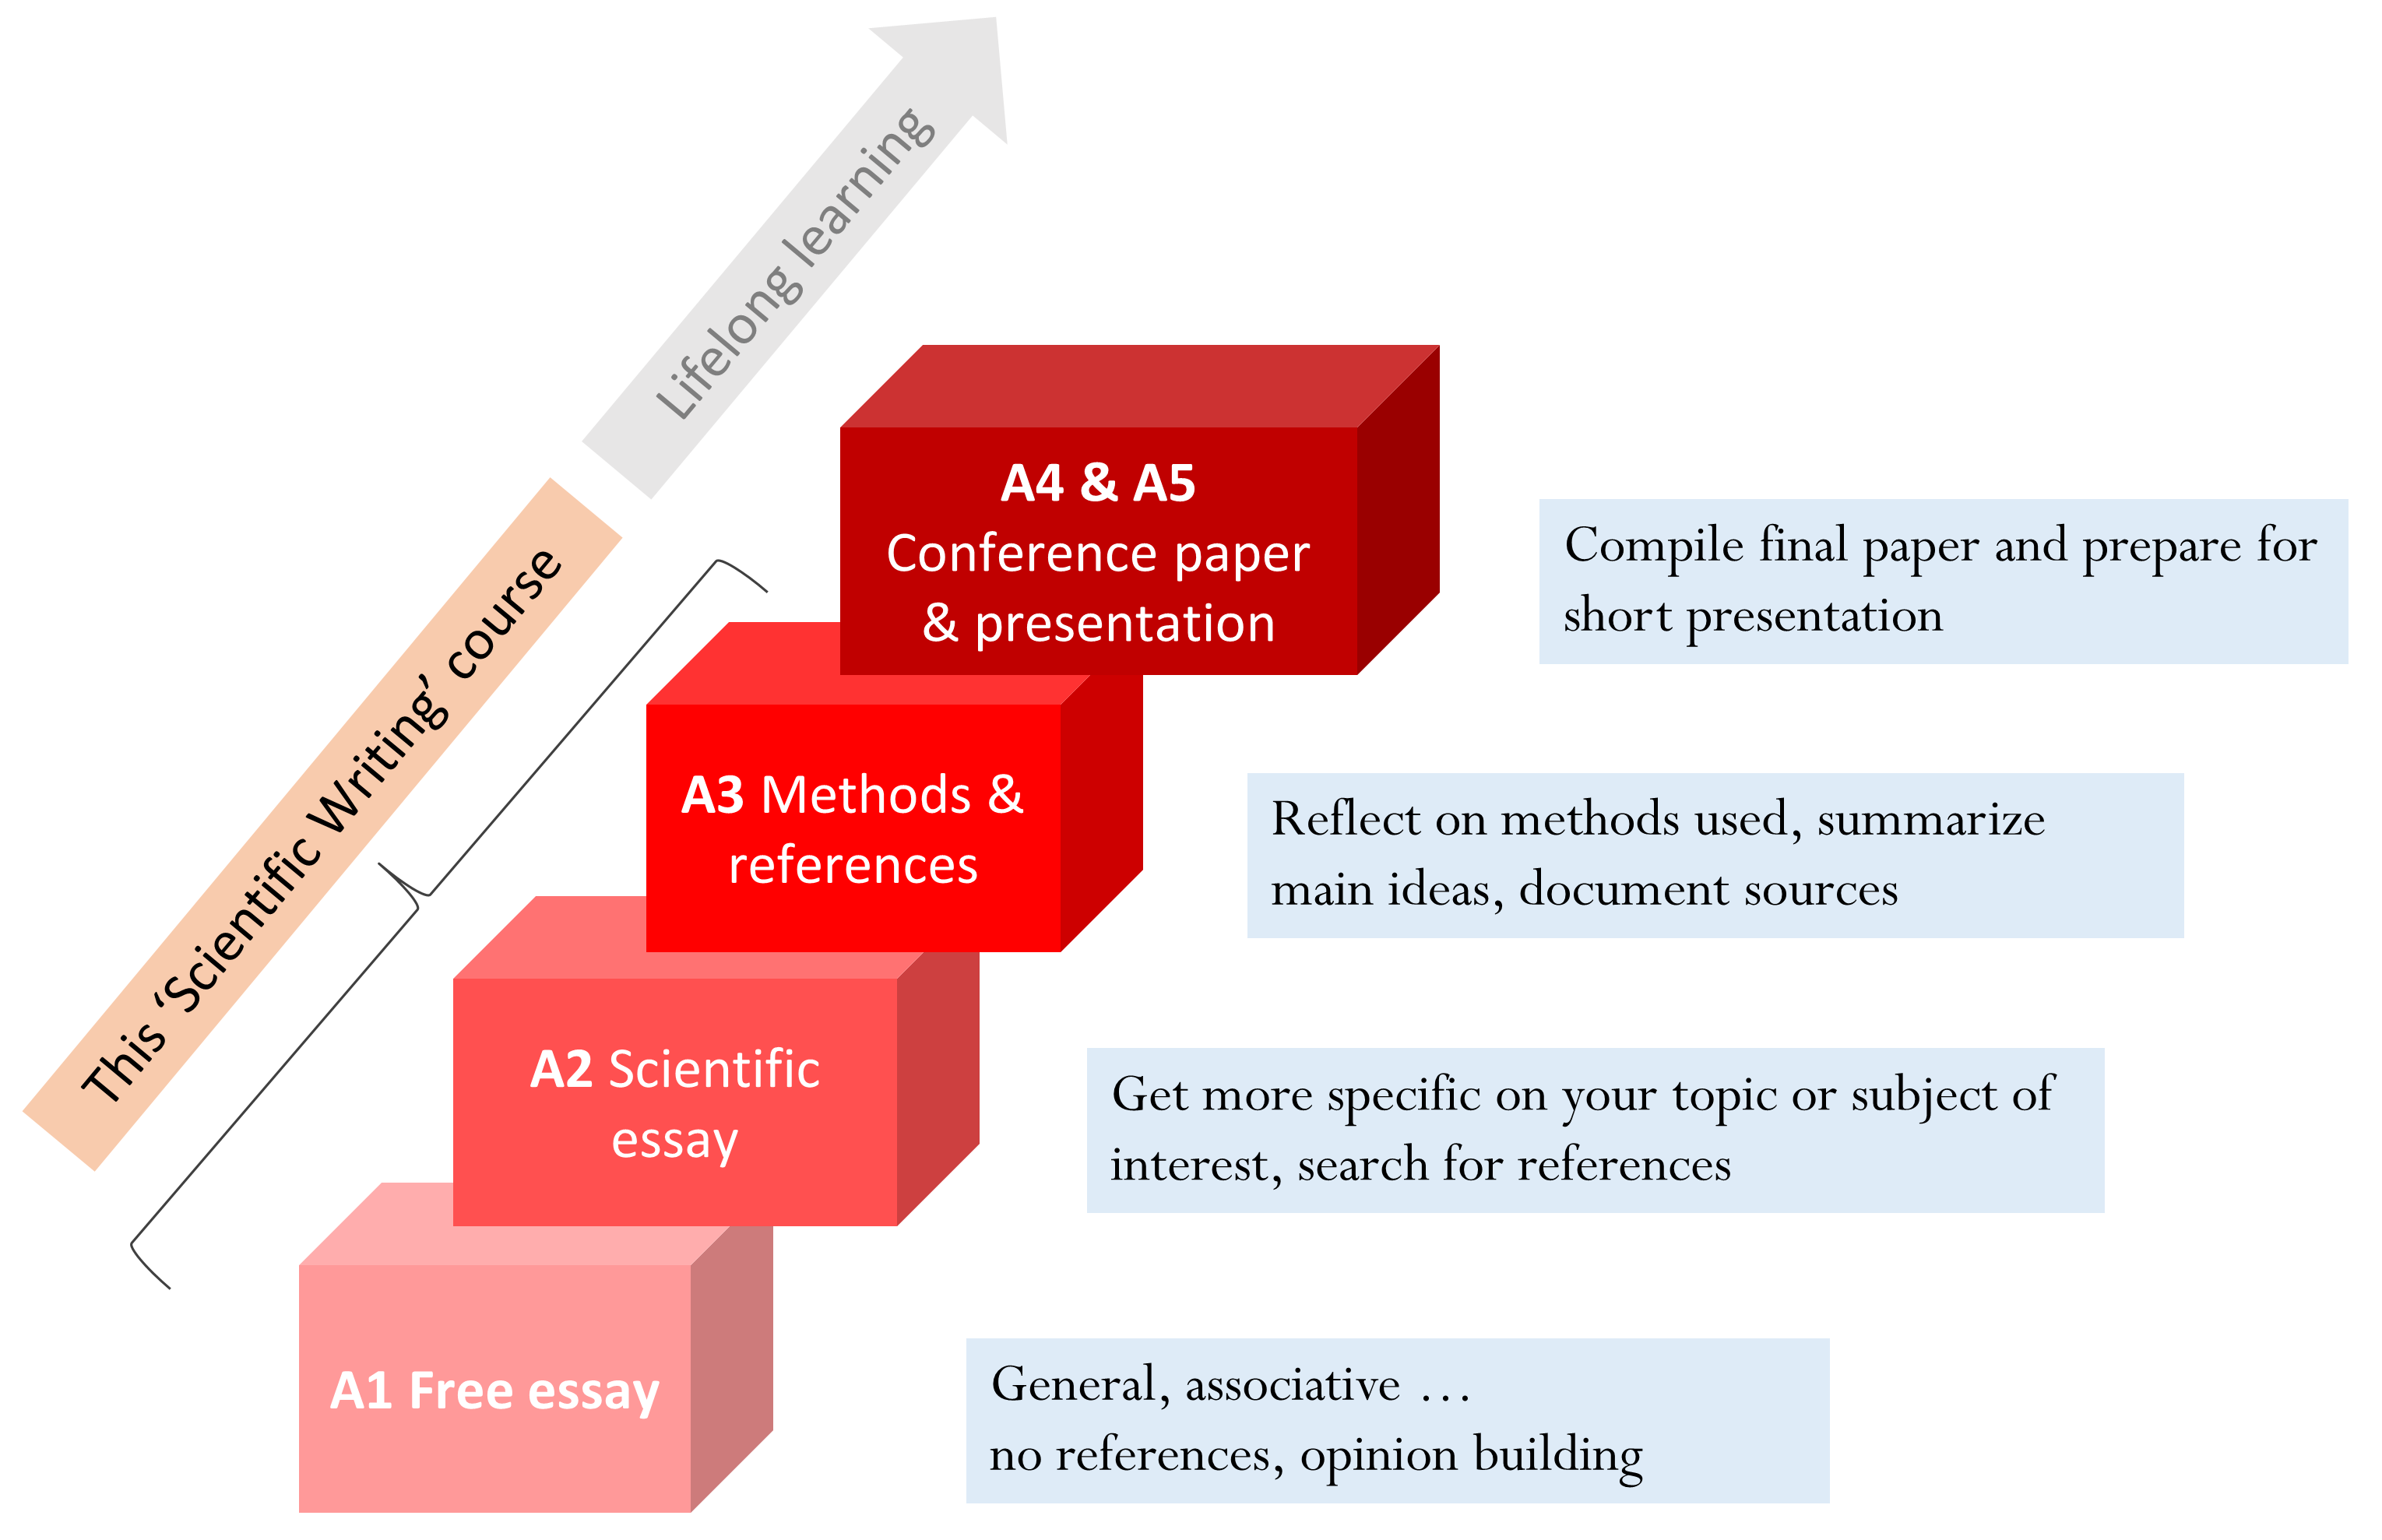 Lifelong learning
This ‘Scientific Writing’ course
A4 & A5
Conference paper
& presentation
Compile final paper and prepare for
short presentation
A3 Methods &
references
Reflect on methods used, summarize
main ideas, document sources
A2 Scientific
essay
Get more specific on your topic or subject of
interest, search for references
A1 Free essay
General, associative …
no references, opinion building